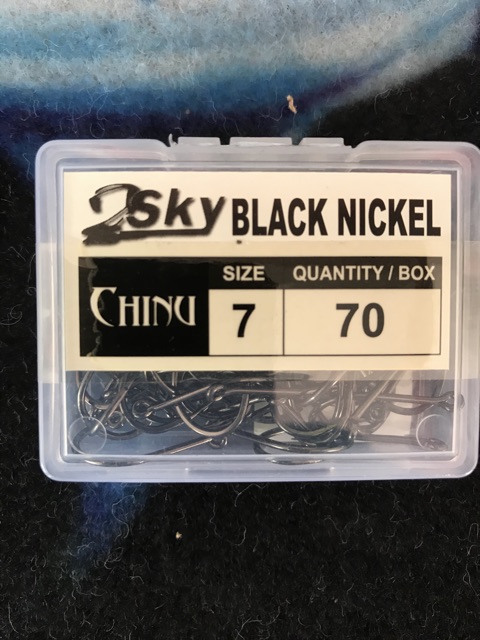 2sky BLACK NICKEL
CHINU
SIZE QUANTITY / BOX
7 70